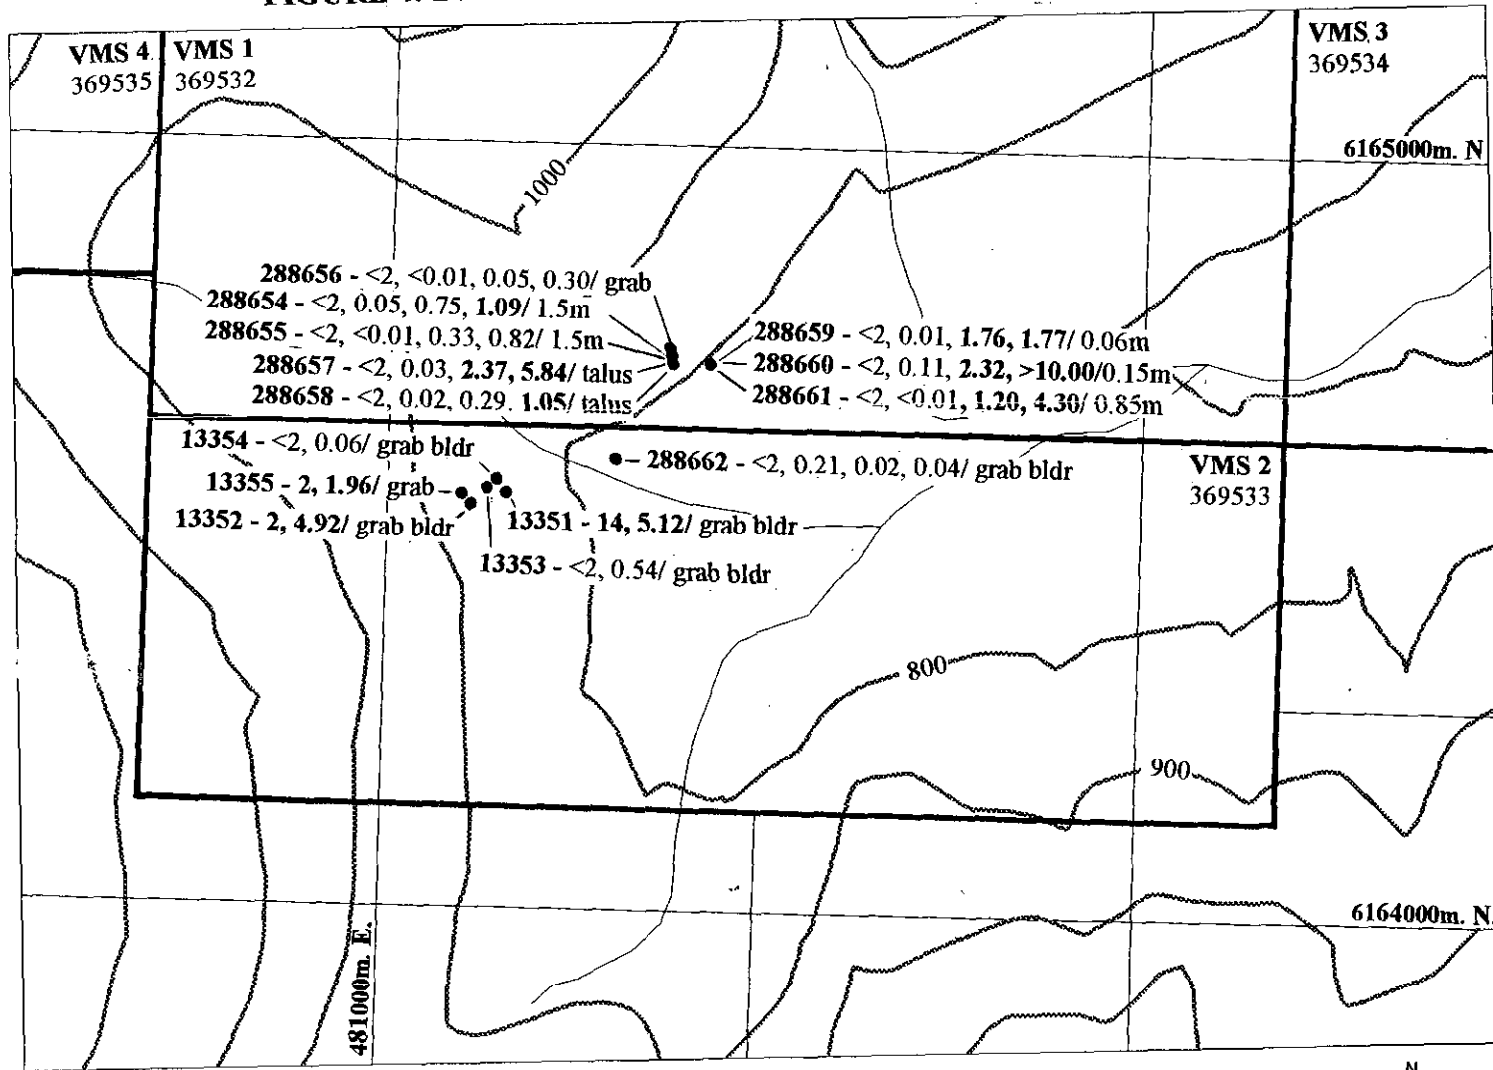 VMS 4
369535
VMS 1
369532
VMS 3
369534
6165000m. N
1000
288656 - <2, <0.01, 0.05, 0.30/ grab
288654 - <2, 0.05, 0.75, 1.09/ 1.5m
288655 - <2, <0.01, 0.33, 0.82/ 1.5m
288657 - <2, 0.03, 2.37, 5.84/ talus
288658 - <2, 0.02, 0.29, 1.05/ talus
288659 - <2, 0.01, 1.76, 1.77/ 0.06m
288660 - <2, 0.11, 2.32, >10.00/0.15m
288661 - <2, <0.01, 1.20, 4.30/ 0.85m
13354 - <2, 0.06/ grab bldr
13355 - 2, 1.96/ grab
13352 - 2, 4.92/ grab bldr
288662 - <2, 0.21, 0.02, 0.04/ grab bldr
13351 - 14, 5.12/ grab bldr
13353 - <2, 0.54/ grab bldr
VMS 2
369533
800
900
6164000m. N.
481000m. E.
N